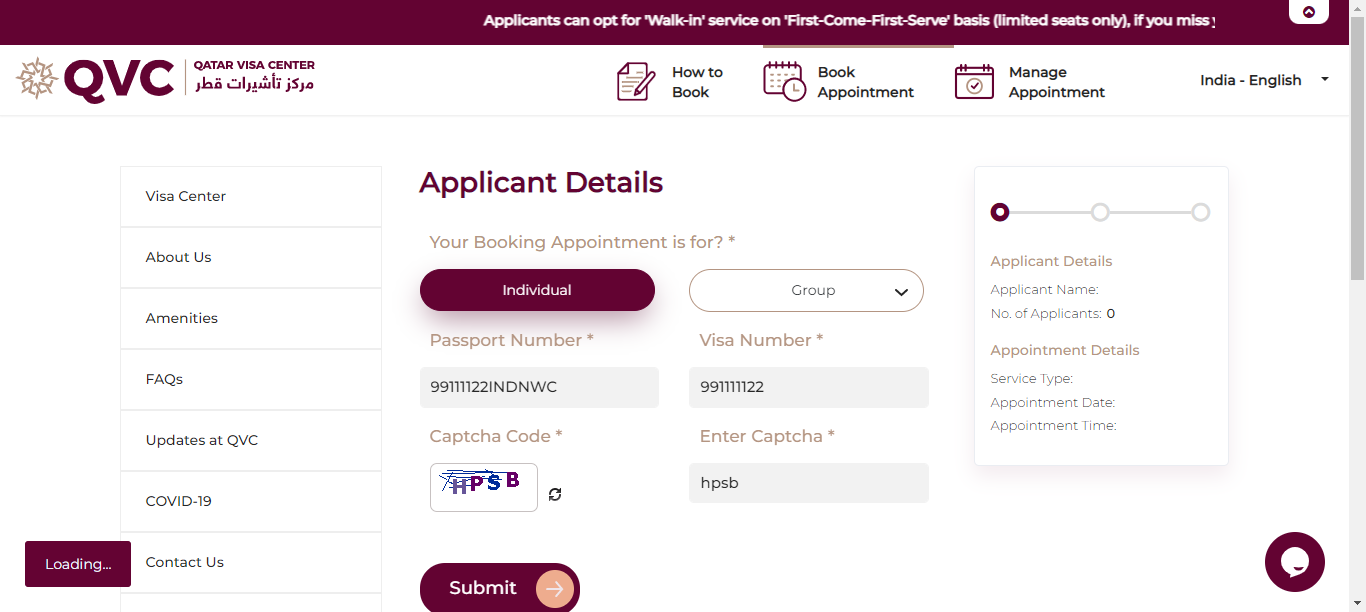 Applicants can opt for 'Walk-in' service on 'First-Come-First-Serve' basis (limited seats only), if you miss
QVC
QATAR VISA CENTER
مركز تأشيرات قطر
How to
Book
Book
Appointment
Manage
Appointment
India - English
Visa Center
About Us
Amenities
FAQs
Updates at QVC
COVID-19
Contact Us
Loading...
Applicant Details
Your Booking Appointment is for? *
Individual
Group
Passport Number *
Visa Number *
99111122INDNWC
991111122
Captcha Code *
Enter Captcha *
HPSB
hpsb
Submit
Applicant Details
Applicant Name:
No. of Applicants: 0
Appointment Details
Service Type:
Appointment Date:
Appointment Time: